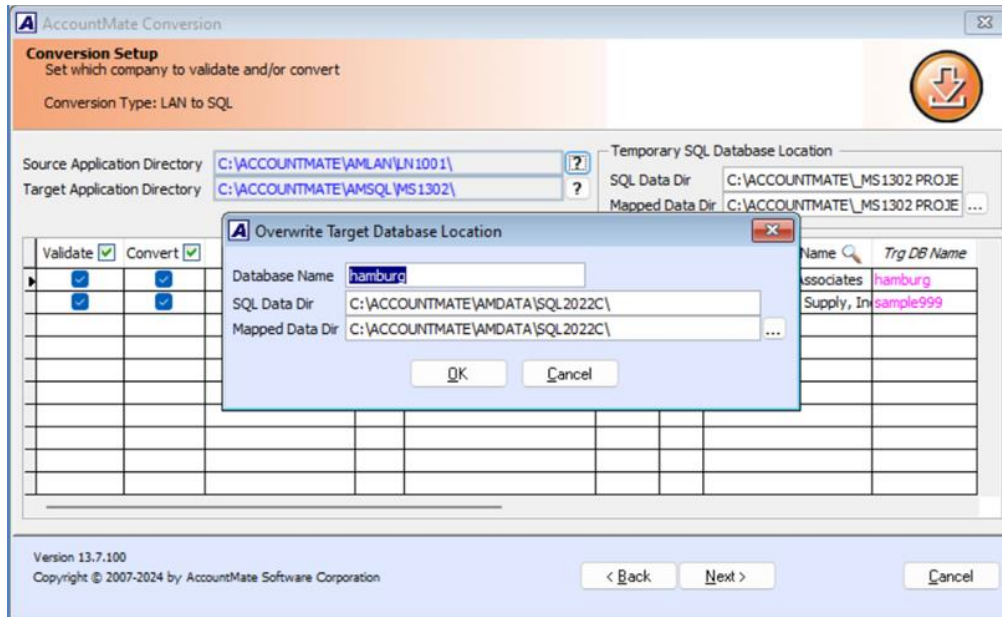 AccountMate Conversion
Conversion Setup
Set which company to validate and/or convert
Conversion Type: LAN to SQL
Source Application Directory C:\ACCOUNTMATE\AMLAN\LN1001\ ?
Target Application Directory C:\ACCOUNTMATE\AMSQL\MS1302\ ?
Temporary SQL Database Location
SQL Data Dir C:\ACCOUNTMATE\_MS1302 PROJE
Mapped Data Dir C:\ACCOUNTMATE\_MS1302 PROJE ...
Validate Convert Name Trg DB Name
Associates hamburg
Supply, In sample999
Overwrite Target Database Location
Database Name hamburg
SQL Data Dir C:\ACCOUNTMATE\AMDATA\SQL2022C\
Mapped Data Dir C:\ACCOUNTMATE\AMDATA\SQL2022C\ ...
OK Cancel
Version 13.7.100
Copyright © 2007-2024 by AccountMate Software Corporation
< Back Next > Cancel